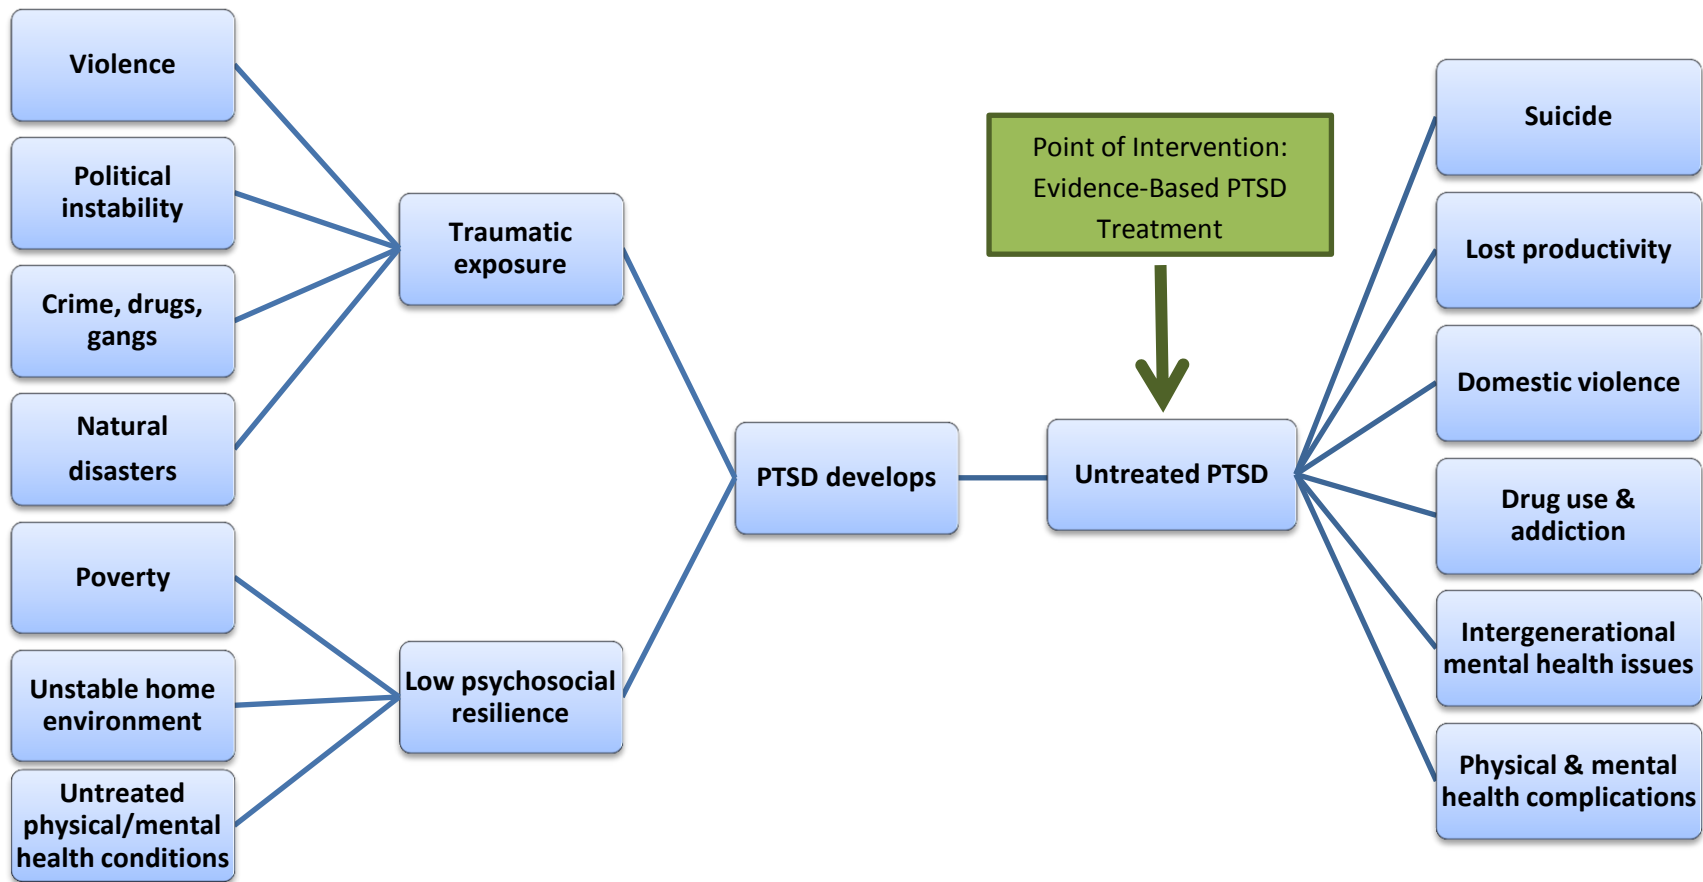 Violence
Political
instability
Crime, drugs,
gangs
Natural
disasters
Poverty
Unstable home
environment
Untreated
physical/mental
health conditions
Traumatic
exposure
Low psychosocial
resilience
PTSD develops
Point of Intervention:
Evidence-Based PTSD
Treatment
Untreated PTSD
Suicide
Lost productivity
Domestic violence
Drug use &
addiction
Intergenerational
mental health issues
Physical & mental
health complications